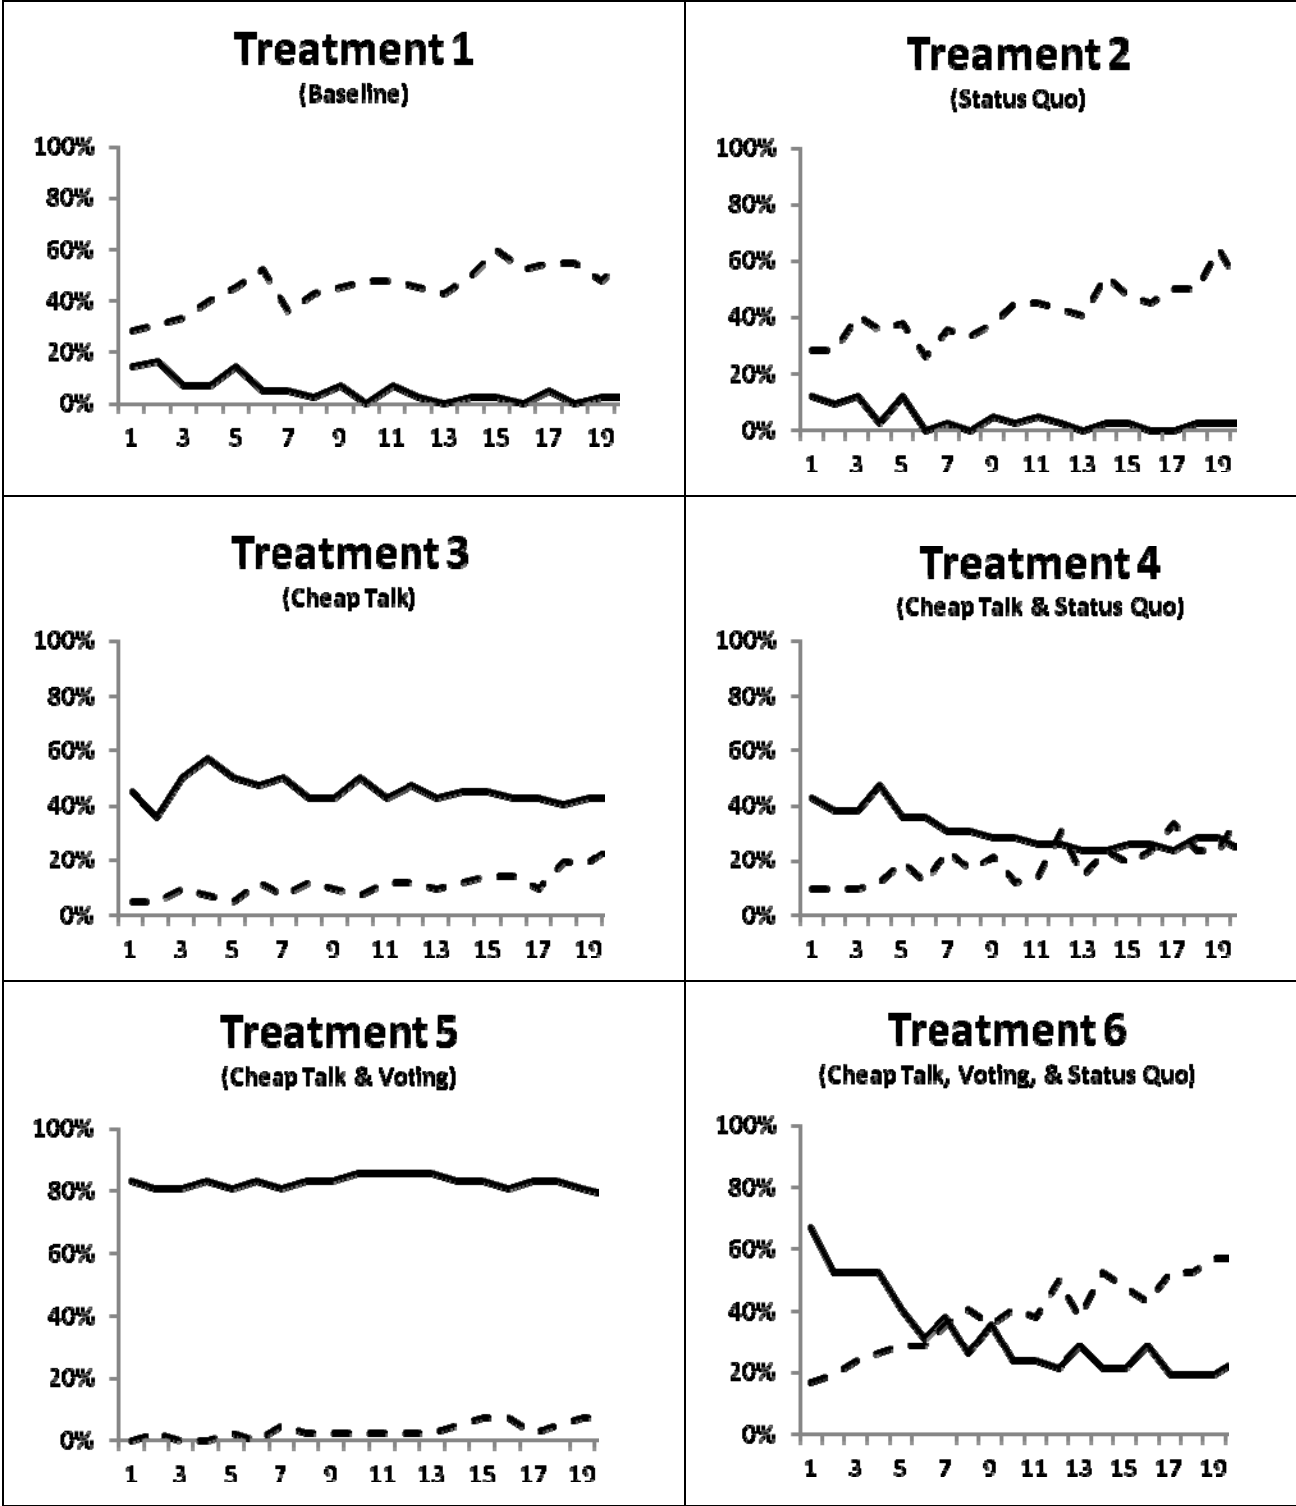 Treatment 1
(Baseline)
100%
80%
60%
40%
20%
0%
1 3 5 7 9 11 13 15 17 19
Treament 2
(Status Quo)
100%
80%
60%
40%
20%
0%
1 3 5 7 9 11 13 15 17 19
Treatment 3
(Cheap Talk)
100%
80%
60%
40%
20%
0%
1 3 5 7 9 11 13 15 17 19
Treatment 4
(Cheap Talk & Status Quo)
100%
80%
60%
40%
20%
0%
1 3 5 7 9 11 13 15 17 19
Treatment 5
(Cheap Talk & Voting)
100%
80%
60%
40%
20%
0%
1 3 5 7 9 11 13 15 17 19
Treatment 6
(Cheap Talk, Voting, & Status Quo)
100%
80%
60%
40%
20%
0%
1 3 5 7 9 11 13 15 17 19